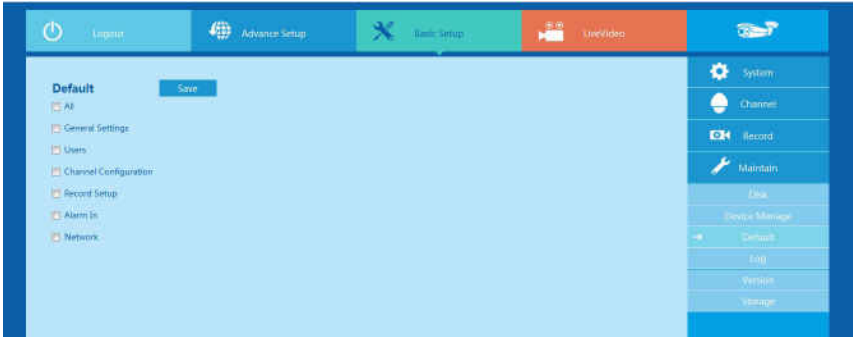 Logout
Advance Setup
Basic Setup
LiveVideo
Default
Save
All
General Settings
Users
Channel Configuration
Record Setup
Alarm In
Network
System
Channel
Record
Maintain
Disk
Device Manage
Default
Log
Version
Storage